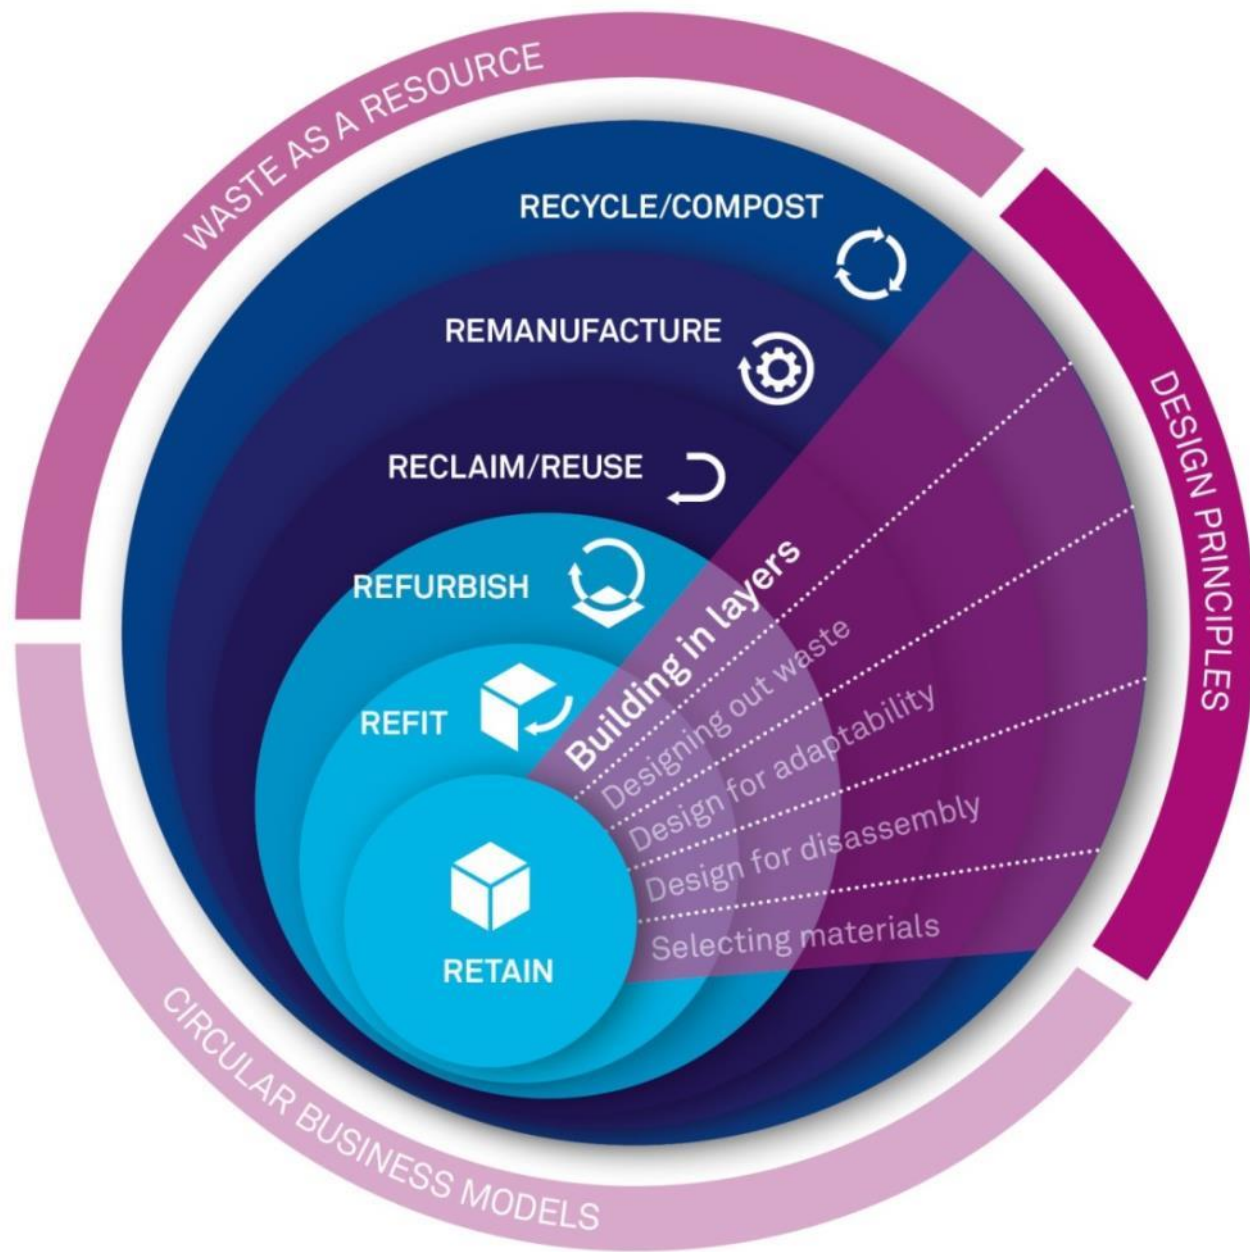 WASTE AS A RESOURCE
DESIGN PRINCIPLES
CIRCULAR BUSINESS MODELS
RECYCLE/COMPOST
REMANUFACTURE
RECLAIM/REUSE
REFURBISH
REFIT
RETAIN
Building in layers
Designing out waste
Design for adaptability
Design for disassembly
Selecting materials